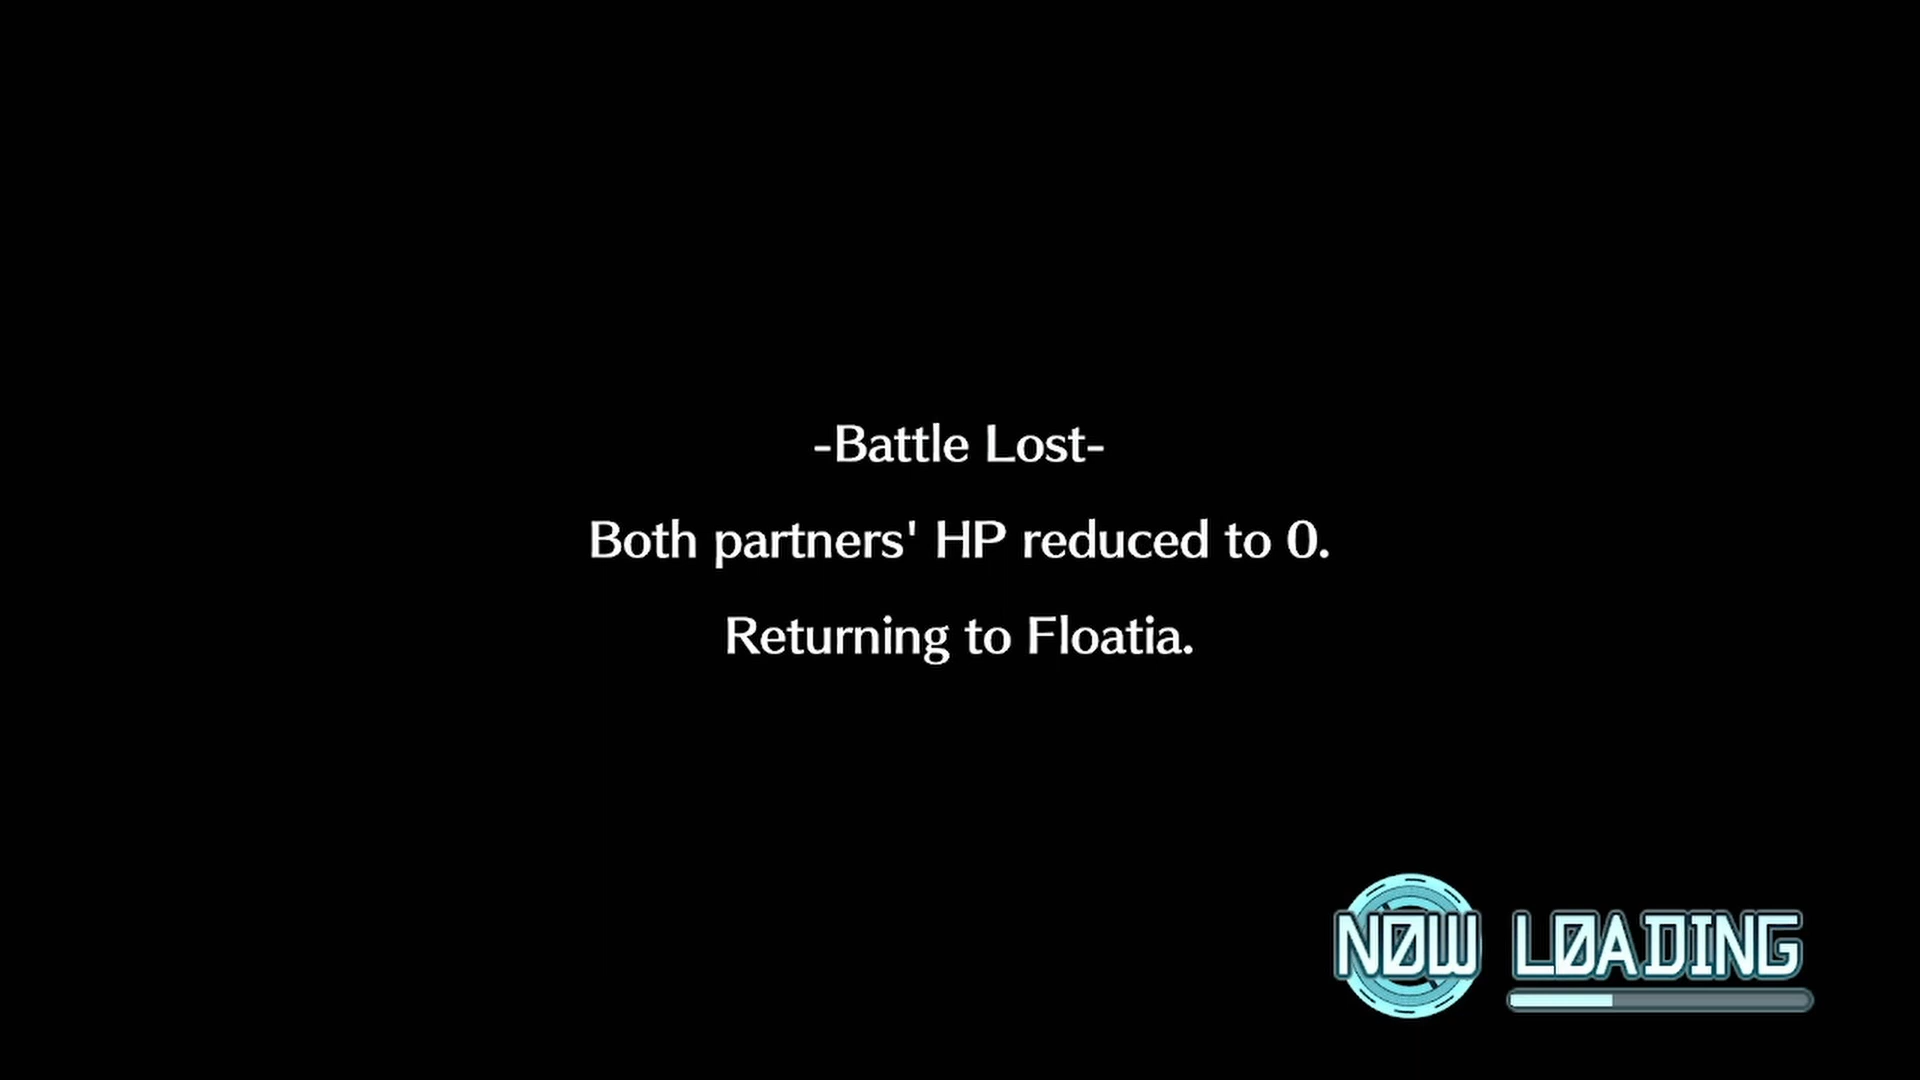 -Battle Lost-
Both partners' HP reduced to 0.
Returning to Floatia.
NØW LØADING